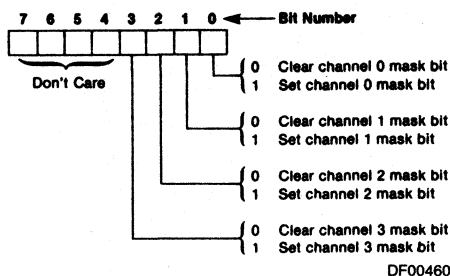 7 6 5 4 3 2 1 0 Bit Number
Don't Care
0 Clear channel 0 mask bit
1 Set channel 0 mask bit
0 Clear channel 1 mask bit
1 Set channel 1 mask bit
0 Clear channel 2 mask bit
1 Set channel 2 mask bit
0 Clear channel 3 mask bit
1 Set channel 3 mask bit
DF00460